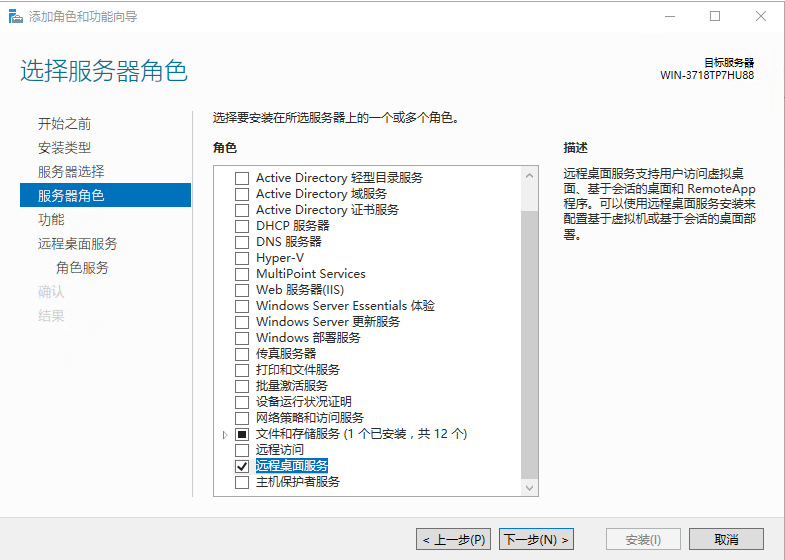 添加角色和功能向导
选择服务器角色
目标服务器
WIN-3718TP7HU88
开始之前
安装类型
服务器选择
服务器角色
功能
远程桌面服务
角色服务
确认
结果
选择要安装在所选服务器上的一个或多个角色。
角色
Active Directory 轻型目录服务
Active Directory 域服务
Active Directory 证书服务
DHCP 服务器
DNS 服务器
Hyper-V
MultiPoint Services
Web 服务器(IIS)
Windows Server Essentials 体验
Windows Server 更新服务
Windows 部署服务
传真服务器
打印和文件服务
批量激活服务
设备运行状况证明
网络策略和访问服务
文件和存储服务 (1 个已安装，共 12 个)
远程访问
远程桌面服务
主机保护者服务
描述
远程桌面服务支持用户访问虚拟桌
面、基于会话的桌面和 RemoteApp
程序。可以使用远程桌面服务安装来
配置基于虚拟机或基于会话的桌面部
署。
< 上一步(P)
下一步(N) >
安装(I)
取消